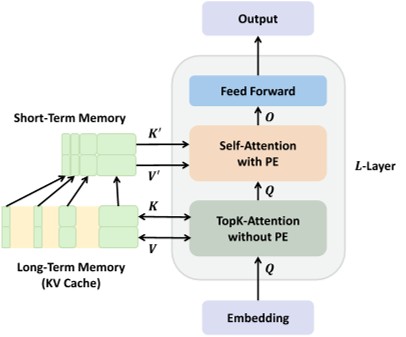 Output
Feed Forward
O
Short-Term Memory
K'
V'
Self-Attention
with PE
L-Layer
Q
K
V
TopK-Attention
without PE
Long-Term Memory
(KV Cache)
Q
Embedding